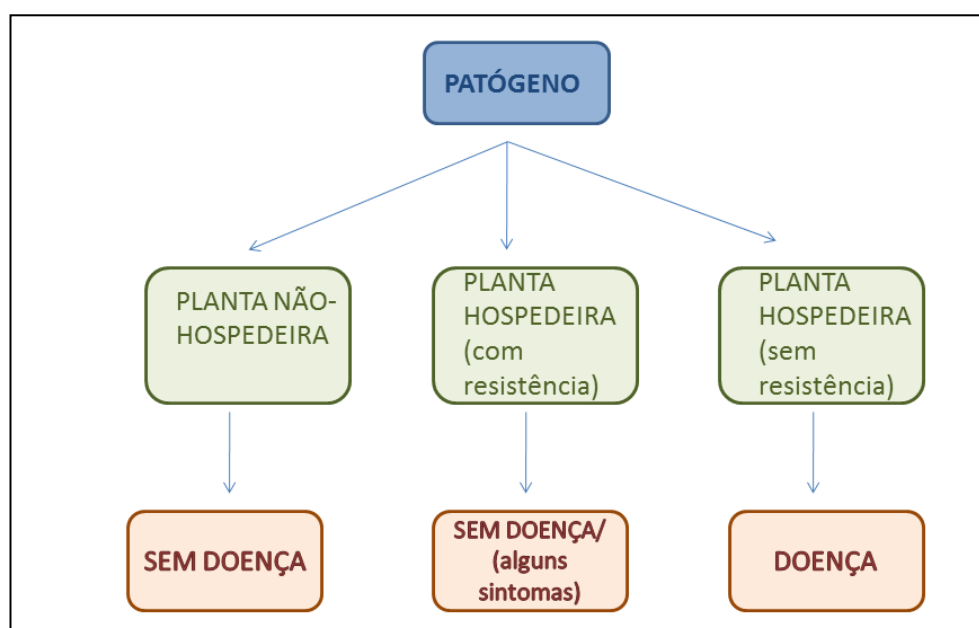 PATÓGENO
PLANTA NÃO-
HOSPEDEIRA
PLANTA
HOSPEDEIRA
(com
resistência)
PLANTA
HOSPEDEIRA
(sem
resistência)
SEM DOENÇA
SEM DOENÇA/
(alguns
sintomas)
DOENÇA